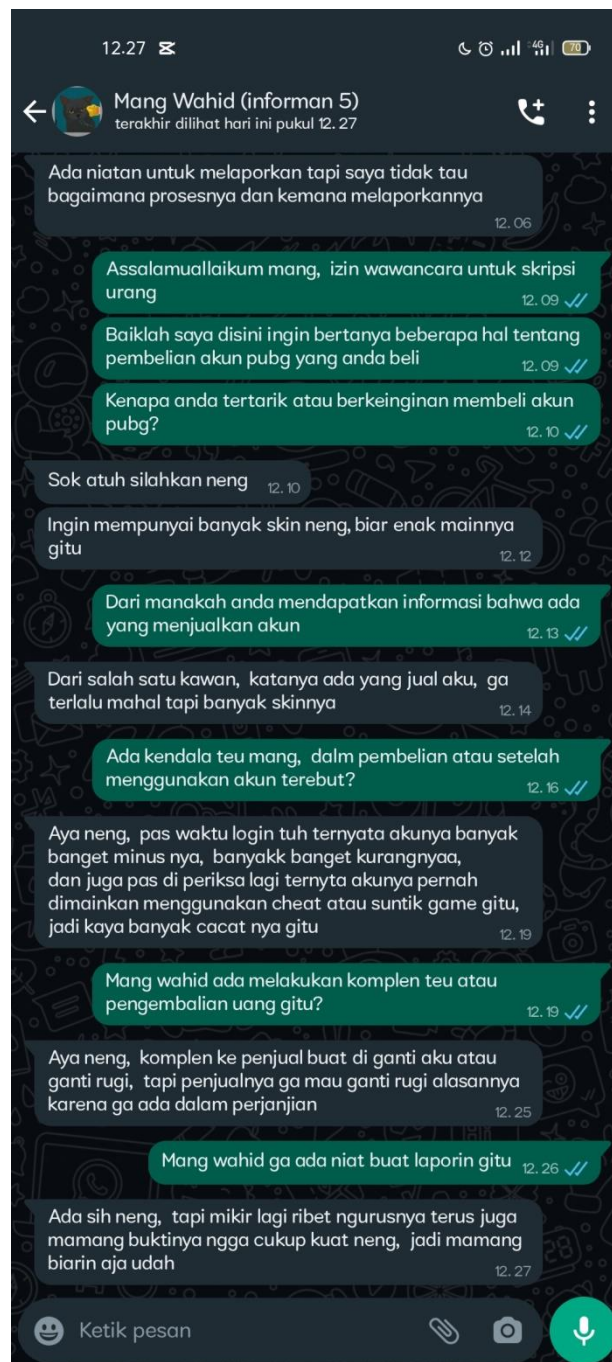 12.27
4G
70
Mang Wahid (informan 5)
terakhir dilihat hari ini pukul 12. 27
Ada niatan untuk melaporkan tapi saya tidak tau
bagaimana prosesnya dan kemana melaporkannya
12. 06
Assalamuallaikum mang, izin wawancara untuk skripsi
urang
12. 09
Baiklah saya disini ingin bertanya beberapa hal tentang
pembelian akun pubg yang anda beli
12. 09
Kenapa anda tertarik atau berkeinginan membeli akun
pubg?
12. 10
Sok atuh silahkan neng 12. 10
Ingin mempunyai banyak skin neng, biar enak mainnya
gitu
12. 12
Dari manakah anda mendapatkan informasi bahwa ada
yang menjualkan akun
12. 13
Dari salah satu kawan, katanya ada yang jual aku, ga
terlalu mahal tapi banyak skinnya
12. 14
Ada kendala teu mang, dalm pembelian atau setelah
menggunakan akun terebut?
12. 16
Aya neng, pas waktu login tuh ternyata akunya banyak
banget minus nya, banyakk banget kurangnyaa,
dan juga pas di periksa lagi ternyta akunya pernah
dimainkan menggunakan cheat atau suntik game gitu,
jadi kaya banyak cacat nya gitu
12. 19
Mang wahid ada melakukan komplen teu atau
pengembalian uang gitu?
12. 19
Aya neng, komplen ke penjual buat di ganti aku atau
ganti rugi, tapi penjualnya ga mau ganti rugi alasannya
karena ga ada dalam perjanjian
12. 25
Mang wahid ga ada niat buat laporin gitu 12. 26
Ada sih neng, tapi mikir lagi ribet ngurusnya terus juga
mamang buktinya ngga cukup kuat neng, jadi mamang
biarin aja udah
12. 27
Ketik pesan